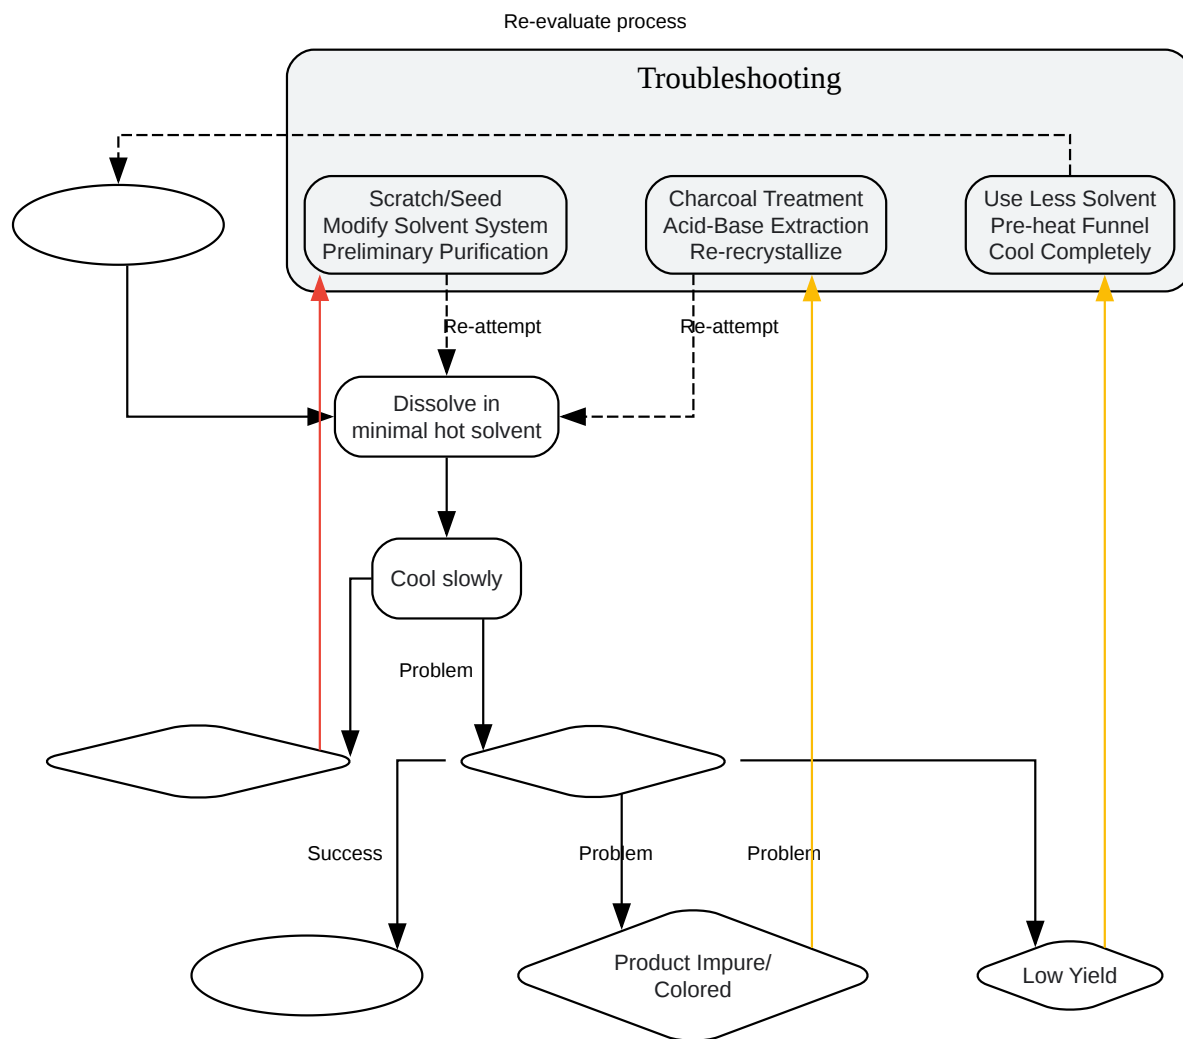 Re-evaluate process
Troubleshooting
Scratch/Seed
Modify Solvent System
Preliminary Purification
Charcoal Treatment
Acid-Base Extraction
Re-recrystallize
Use Less Solvent
Pre-heat Funnel
Cool Completely
Re-attempt
Re-attempt
Dissolve in
minimal hot solvent
Cool slowly
Problem
Success
Problem
Problem
Product Impure/
Colored
Low Yield